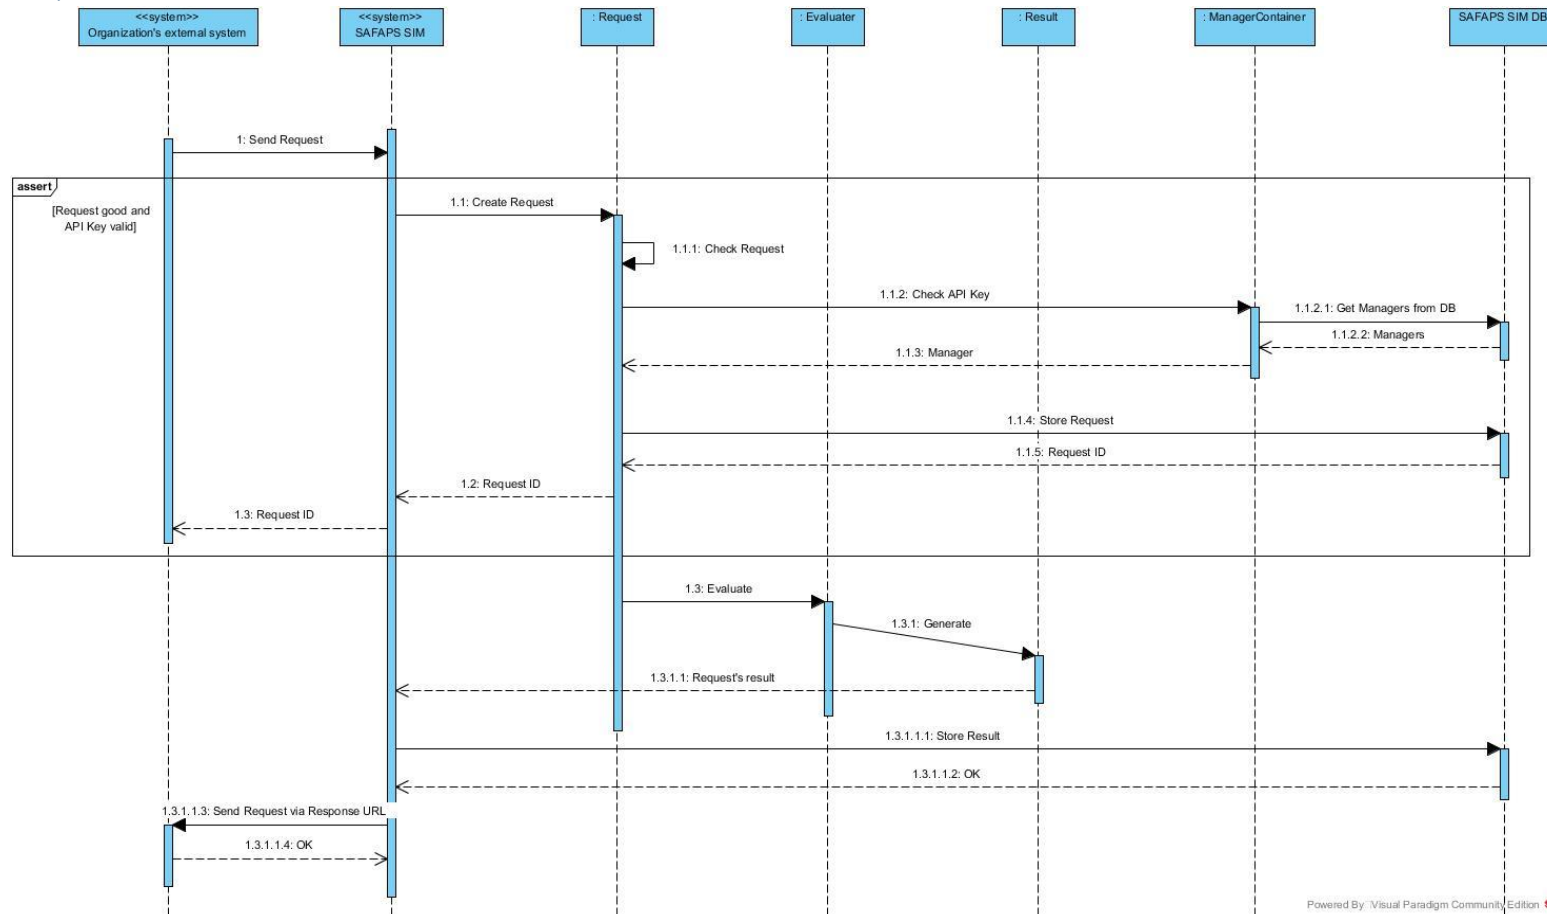 <<system>>
Organization's external system
<<system>>
SAFAPS SIM
: Request
: Evaluater
: Result
: ManagerContainer
SAFAPS SIM DB
1: Send Request
assert
[Request good and
API Key valid]
1.1: Create Request
1.1.1: Check Request
1.1.2: Check API Key
1.1.2.1: Get Managers from DB
1.1.2.2: Managers
1.1.3: Manager
1.1.4: Store Request
1.1.5: Request ID
1.2: Request ID
1.3: Request ID
1.3: Evaluate
1.3.1: Generate
1.3.1.1: Request's result
1.3.1.1.1: Store Result
1.3.1.1.2: OK
1.3.1.1.3: Send Request via Response URL
1.3.1.1.4: OK
Powered By Visual Paradigm Community Edition